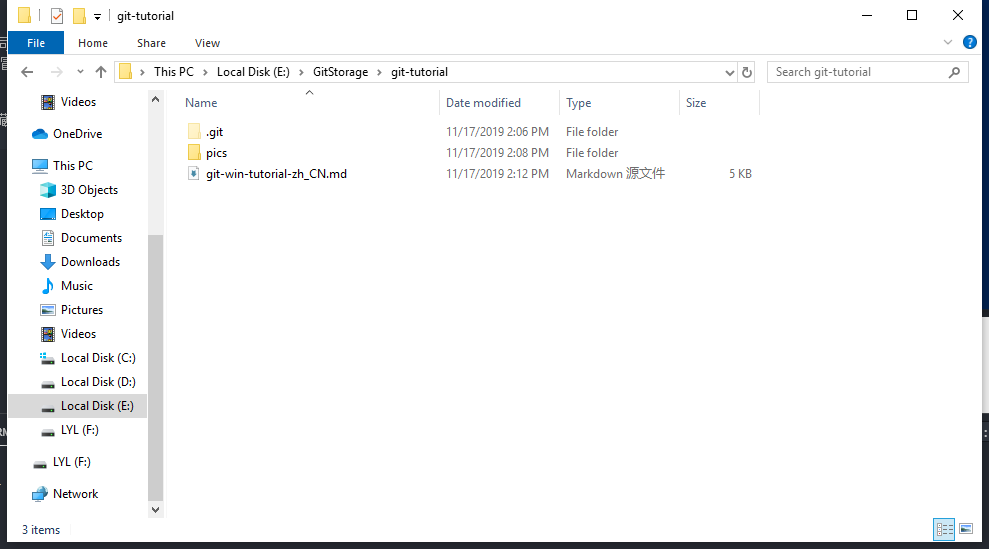 git-tutorial
File Home Share View
This PC Local Disk (E:) GitStorage git-tutorial Search git-tutorial
Name Date modified Type Size
.git 11/17/2019 2:06 PM File folder
pics 11/17/2019 2:08 PM File folder
git-win-tutorial-zh_CN.md 11/17/2019 2:12 PM Markdown 源文件 5 KB
Videos
OneDrive
This PC
3D Objects
Desktop
Documents
Downloads
Music
Pictures
Videos
Local Disk (C:)
Local Disk (D:)
Local Disk (E:)
LYL (F:)
LYL (F:)
Network
3 items